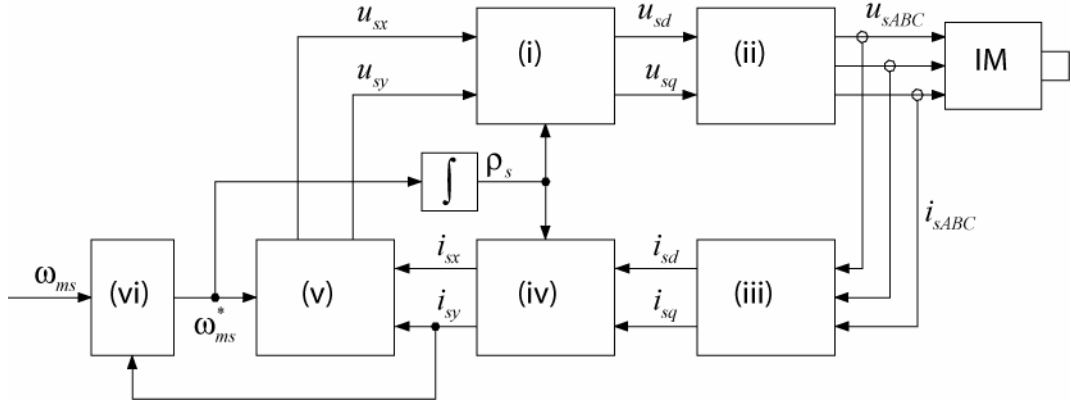 u_sx
u_sd
u_sABC
(i)
(ii)
IM
u_sy
u_sq
∫
ρ_s
i_sABC
i_sx
i_sd
ω_ms
(vi)
(v)
(iv)
(iii)
ω*_ms
i_sy
i_sq